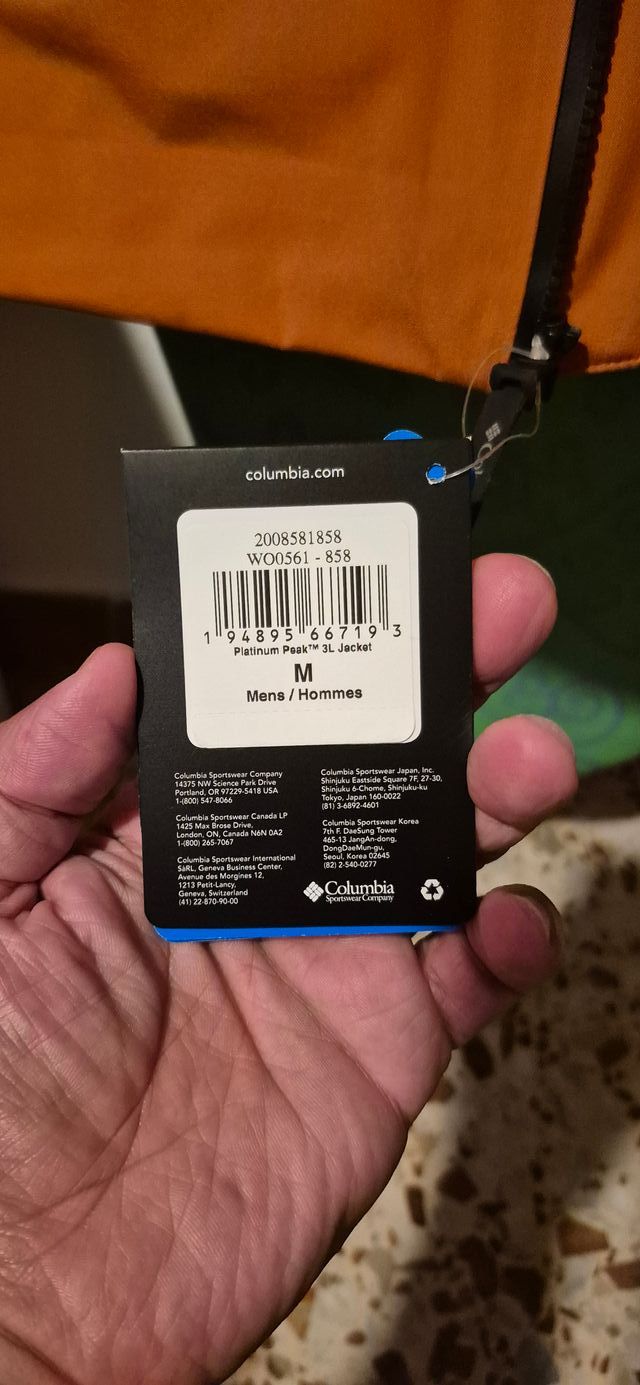 columbia.com
2008581858
WO0561 - 858
1 94895 66719 3
Platinum Peak™ 3L Jacket
M
Mens / Hommes
Columbia Sportswear Company
14375 NW Science Park Drive
Portland, OR 97229-5418 USA
1-(800) 547-8066
Columbia Sportswear Canada LP
1425 Max Brose Drive,
London, ON, Canada N6N 0A2
1-(800) 265-7067
Columbia Sportswear International
SàRL, Geneva Business Center,
Avenue des Morgines 12,
1213 Petit-Lancy,
Geneva, Switzerland
(41) 22-870-90-00
Columbia Sportswear Japan, Inc.
Shinjuku Eastside Square 7F, 27-30,
Shinjuku 6-Chome, Shinjuku-ku
Tokyo, Japan 160-0022
(81) 3-6892-4601
Columbia Sportswear Korea
7th F. DaeSung Tower
465-13 JangAn-dong,
DongDaeMun-gu,
Seoul, Korea 02645
(82) 2-540-0277
Columbia
Sportswear Company